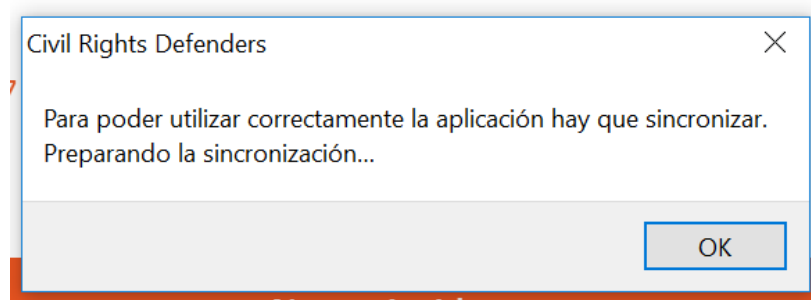 Civil Rights Defenders
Para poder utilizar correctamente la aplicación hay que sincronizar.
Preparando la sincronización...
OK